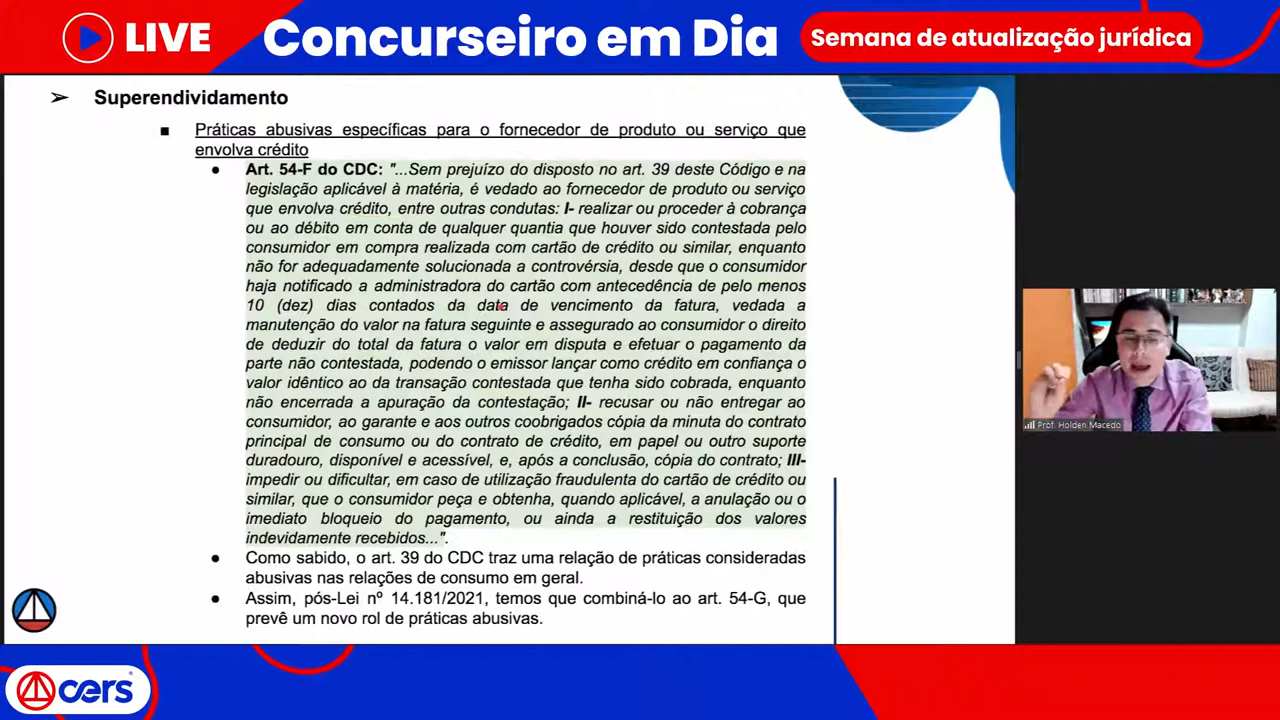 LIVE
Concurseiro em Dia
Semana de atualização jurídica
➢ Superendividamento
■ Práticas abusivas específicas para o fornecedor de produto ou serviço que
envolva crédito
● Art. 54-F do CDC: "...Sem prejuízo do disposto no art. 39 deste Código e na
legislação aplicável à matéria, é vedado ao fornecedor de produto ou serviço
que envolva crédito, entre outras condutas: I- realizar ou proceder à cobrança
ou ao débito em conta de qualquer quantia que houver sido contestada pelo
consumidor em compra realizada com cartão de crédito ou similar, enquanto
não for adequadamente solucionada a controvérsia, desde que o consumidor
haja notificado a administradora do cartão com antecedência de pelo menos
10 (dez) dias contados da data de vencimento da fatura, vedada a
manutenção do valor na fatura seguinte e assegurado ao consumidor o direito
de deduzir do total da fatura o valor em disputa e efetuar o pagamento da
parte não contestada, podendo o emissor lançar como crédito em confiança o
valor idêntico ao da transação contestada que tenha sido cobrada, enquanto
não encerrada a apuração da contestação; II- recusar ou não entregar ao
consumidor, ao garante e aos outros coobrigados cópia da minuta do contrato
principal de consumo ou do contrato de crédito, em papel ou outro suporte
duradouro, disponível e acessível, e, após a conclusão, cópia do contrato; III-
impedir ou dificultar, em caso de utilização fraudulenta do cartão de crédito ou
similar, que o consumidor peça e obtenha, quando aplicável, a anulação ou o
imediato bloqueio do pagamento, ou ainda a restituição dos valores
indevidamente recebidos...".
● Como sabido, o art. 39 do CDC traz uma relação de práticas consideradas
abusivas nas relações de consumo em geral.
● Assim, pós-Lei nº 14.181/2021, temos que combiná-lo ao art. 54-G, que
prevê um novo rol de práticas abusivas.
Prof. Holden Macedo
cers